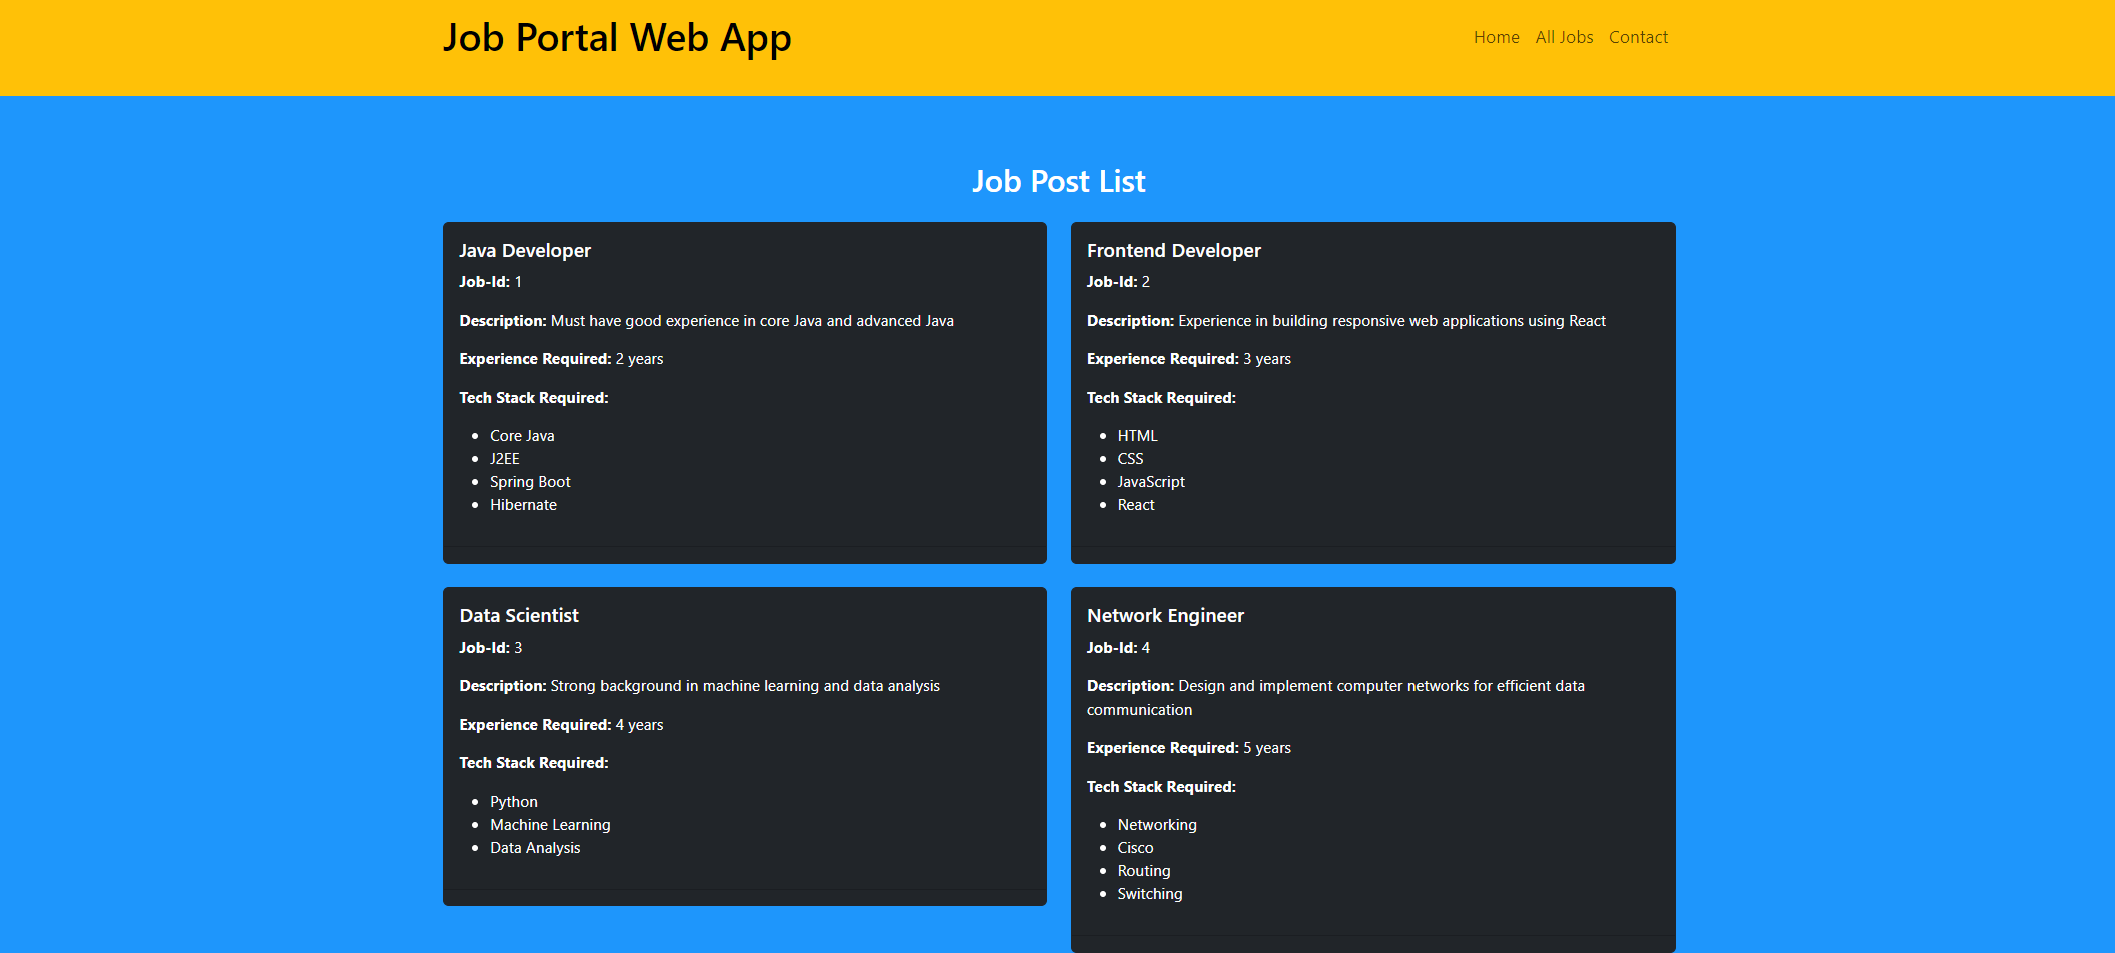 Job Portal Web App
Home All Jobs Contact
Job Post List
Java Developer
Job-Id: 1
Description: Must have good experience in core Java and advanced Java
Experience Required: 2 years
Tech Stack Required:
Core Java
J2EE
Spring Boot
Hibernate
Frontend Developer
Job-Id: 2
Description: Experience in building responsive web applications using React
Experience Required: 3 years
Tech Stack Required:
HTML
CSS
JavaScript
React
Data Scientist
Job-Id: 3
Description: Strong background in machine learning and data analysis
Experience Required: 4 years
Tech Stack Required:
Python
Machine Learning
Data Analysis
Network Engineer
Job-Id: 4
Description: Design and implement computer networks for efficient data
communication
Experience Required: 5 years
Tech Stack Required:
Networking
Cisco
Routing
Switching